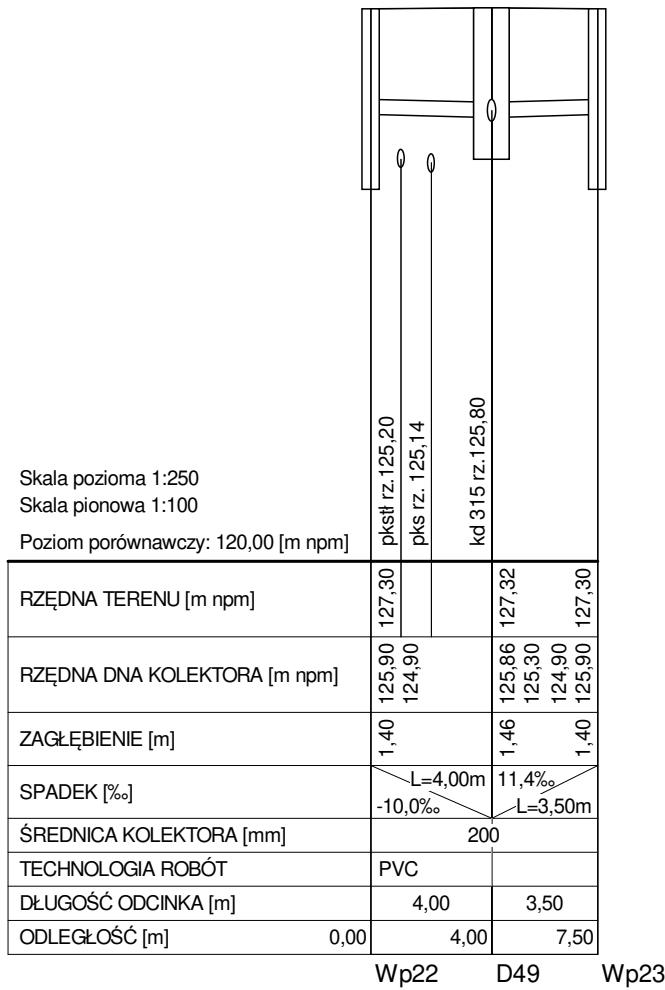 pkstł rz.125,20
pks rz. 125,14
kd 315 rz.125,80
Skala pozioma 1:250
Skala pionowa 1:100
Poziom porównawczy: 120,00 [m npm]
RZĘDNA TERENU [m npm] 127,30 127,32 127,30
RZĘDNA DNA KOLEKTORA [m npm] 125,90 124,90 125,86 125,30 124,90 125,90
ZAGŁĘBIENIE [m] 1,40 1,46 1,40
SPADEK [‰] -10,0‰ L=4,00m 11,4‰ L=3,50m
ŚREDNICA KOLEKTORA [mm] 200
TECHNOLOGIA ROBÓT PVC
DŁUGOŚĆ ODCINKA [m] 4,00 3,50
ODLEGŁOŚĆ [m] 0,00 4,00 7,50
Wp22 D49 Wp23